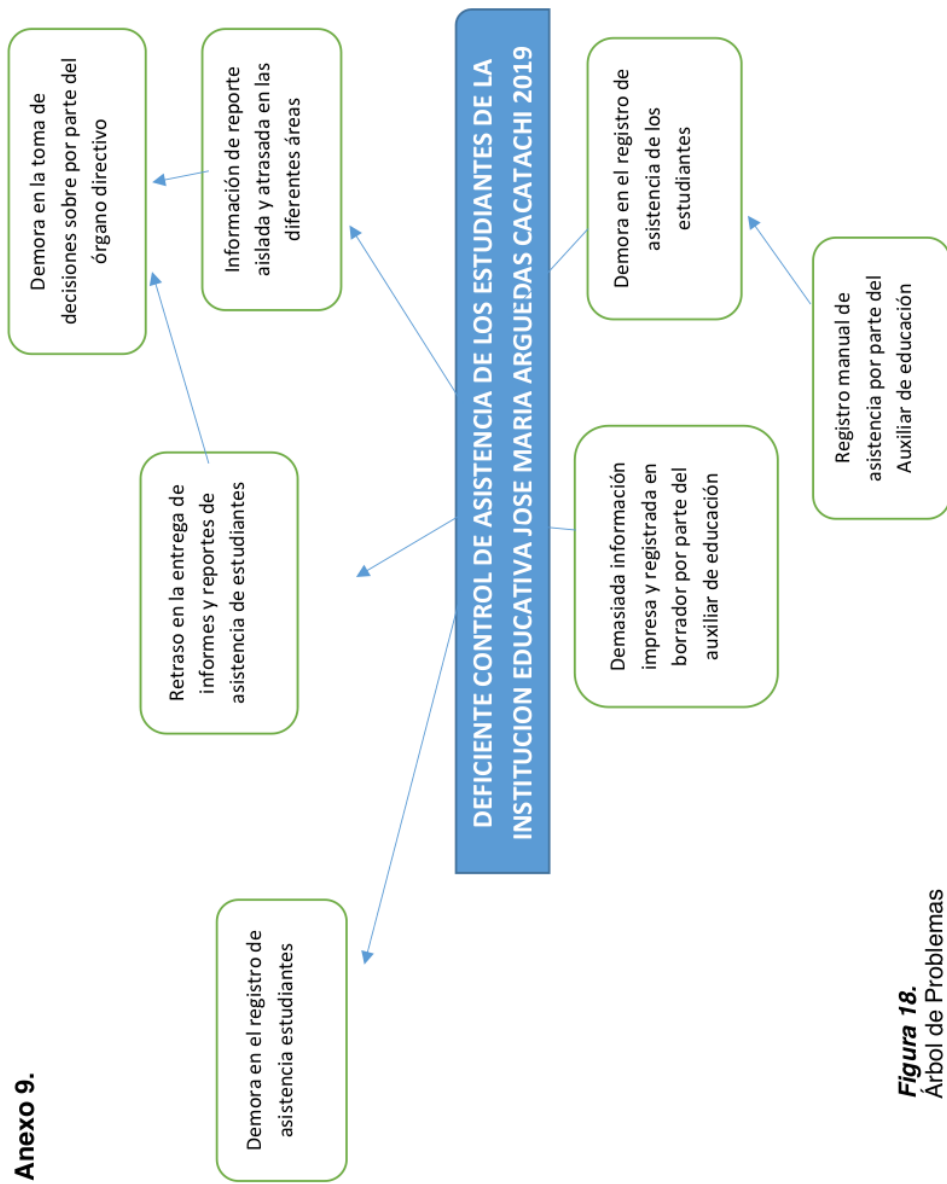 Anexo 9.
Demora en la toma de
decisiones sobre por parte del
órgano directivo
Retraso en la entrega de
informes y reportes de
asistencia de estudiantes
Información de reporte
aislada y atrasada en las
diferentes áreas
Demora en el registro de
asistencia estudiantes
DEFICIENTE CONTROL DE ASISTENCIA DE LOS ESTUDIANTES DE LA
INSTITUCION EDUCATIVA JOSE MARIA ARGUEDAS CACATACHI 2019
Demasiada información
impresa y registrada en
borrador por parte del
auxiliar de educación
Demora en el registro de
asistencia de los
estudiantes
Registro manual de
asistencia por parte del
Auxiliar de educación
Figura 18.
Árbol de Problemas